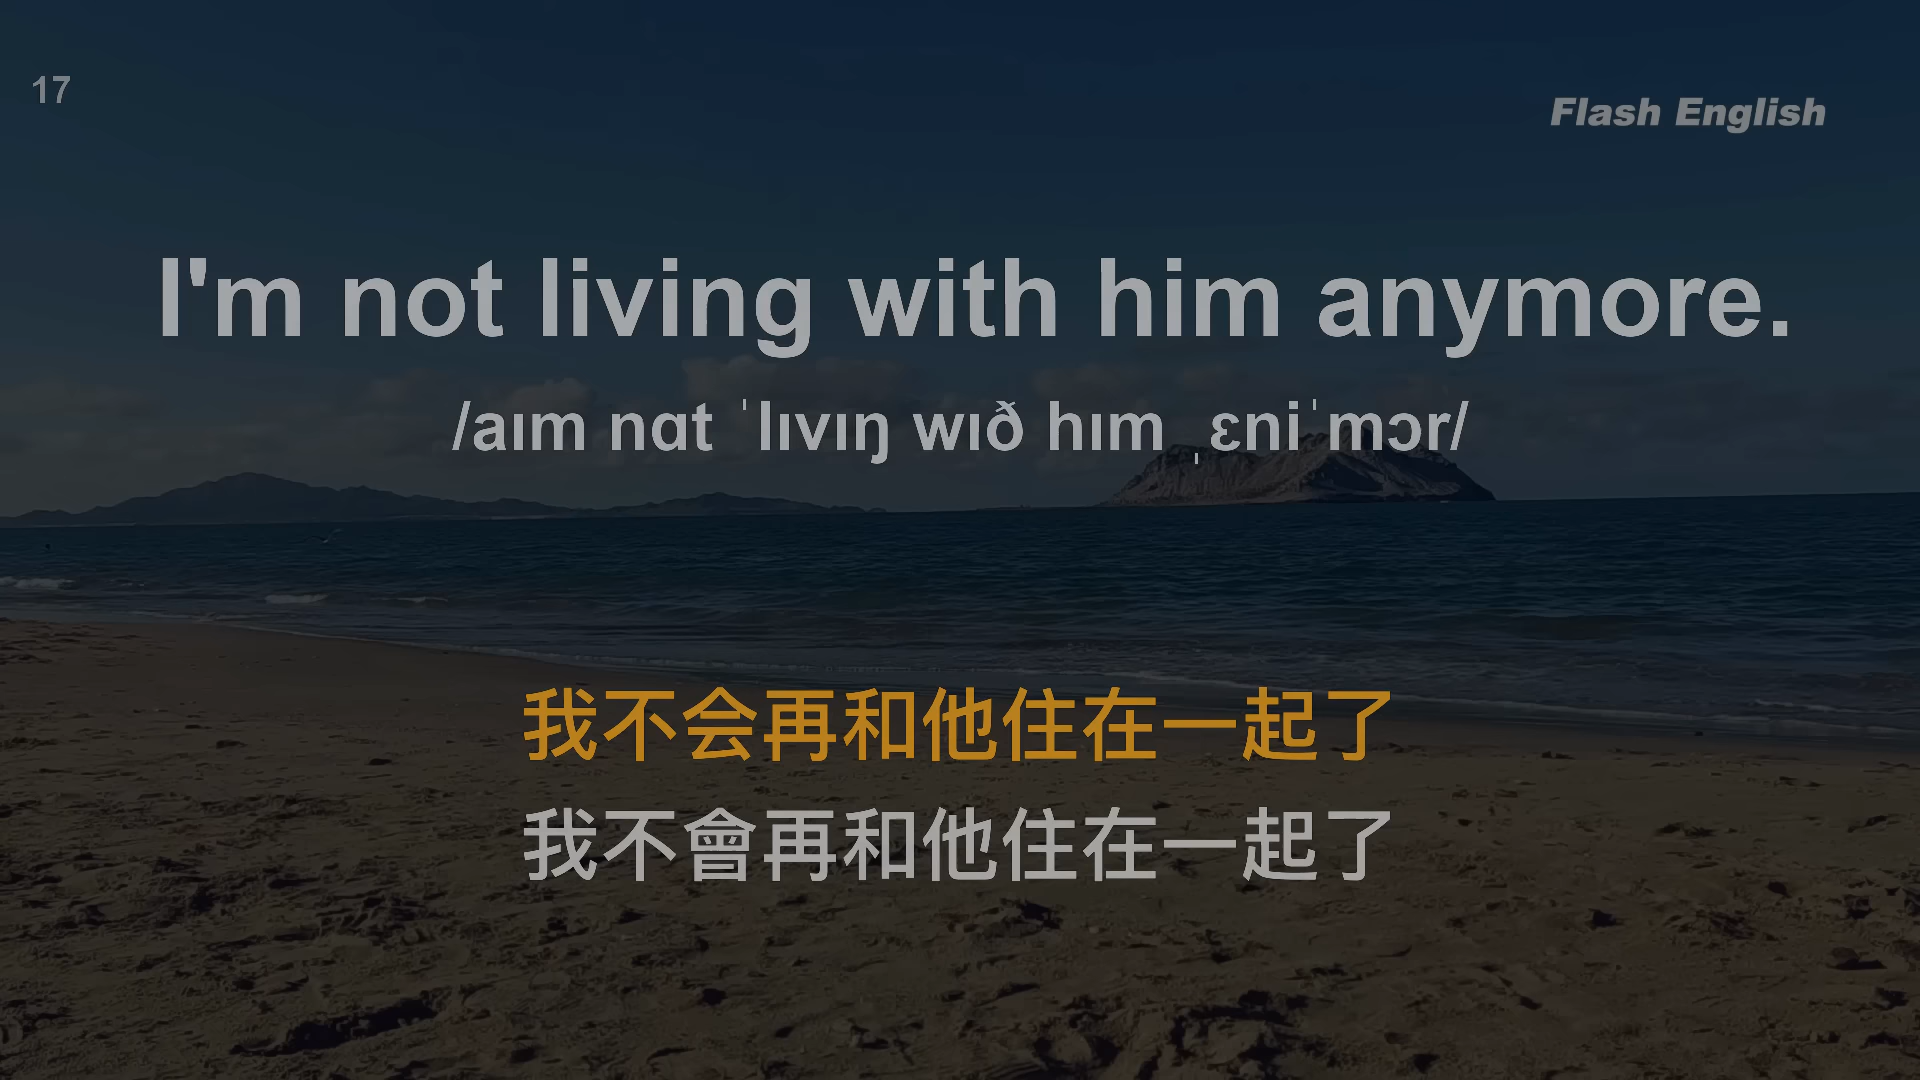 17
Flash English
I'm not living with him anymore.
/aɪm nɑt ˈlɪvɪŋ wɪð hɪm ˌɛniˈmɔr/
我不会再和他住在一起了
我不會再和他住在一起了